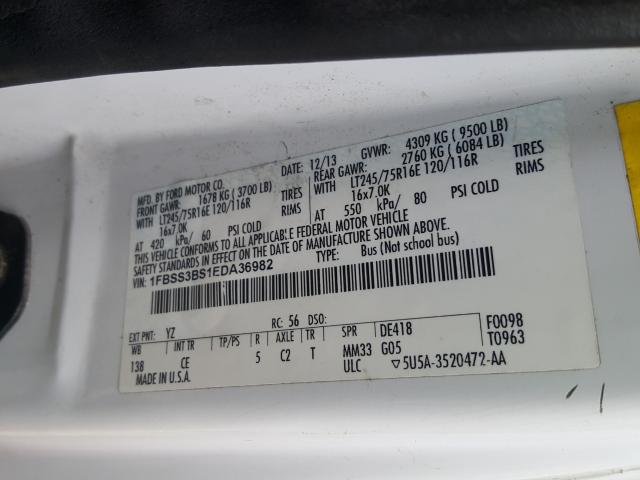 MFD. BY FORD MOTOR CO.
DATE: 12/13 GVWR: 4309 KG ( 9500 LB)
FRONT GAWR: 1678 KG ( 3700 LB) REAR GAWR: 2760 KG ( 6084 LB)
WITH LT245/75R16E 120/116R TIRES WITH LT245/75R16E 120/116R TIRES
16x7.0K RIMS 16x7.0K RIMS
AT 420 kPa/ 60 PSI COLD AT 550 kPa/ 80 PSI COLD
THIS VEHICLE CONFORMS TO ALL APPLICABLE FEDERAL MOTOR VEHICLE
SAFETY STANDARDS IN EFFECT ON THE DATE OF MANUFACTURE SHOWN ABOVE.
VIN: 1FBSS3BS1EDA36982 TYPE: Bus (Not school bus)
EXT PNT: YZ RC: 56 DSO:
WB INT TR TP/PS R AXLE TR SPR DE418 F0098
138 CE 5 C2 T MM33 G05 T0963
MADE IN U.S.A. ULC ▽5U5A-3520472-AA